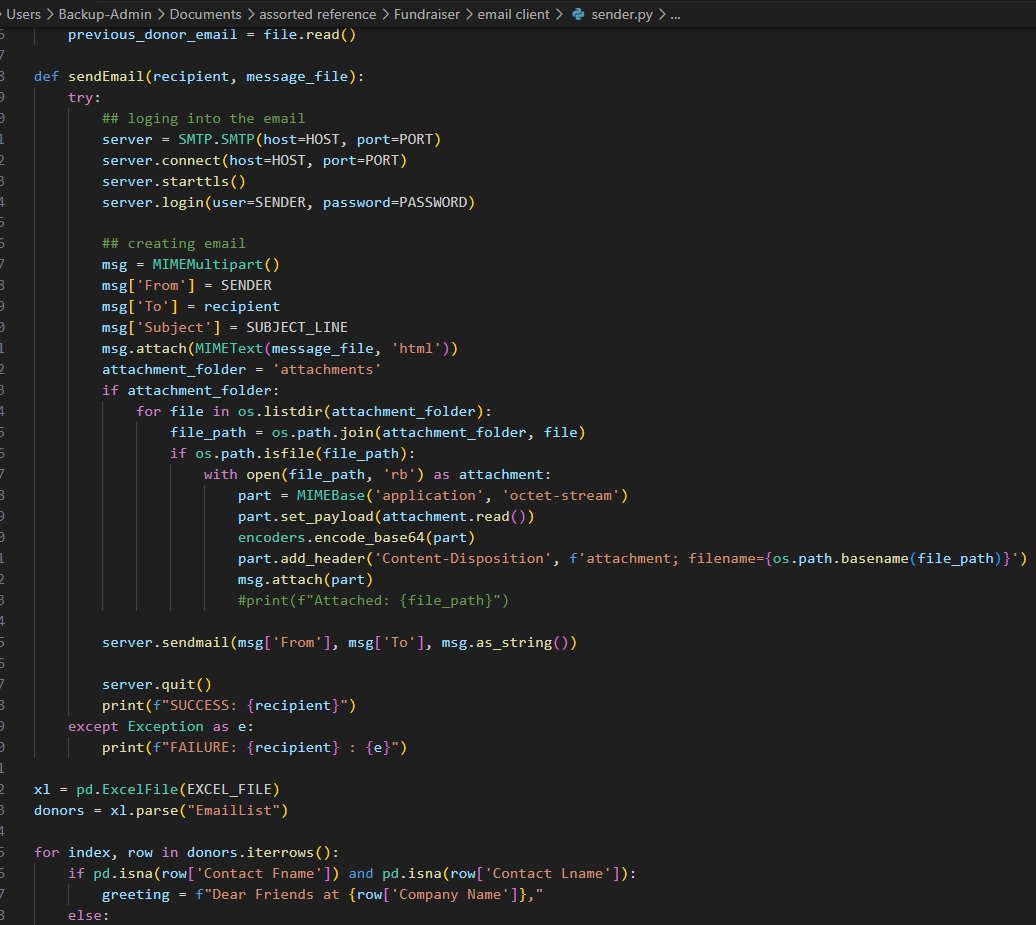 Users > Backup-Admin > Documents > assorted reference > Fundraiser > email client > sender.py > ...
previous_donor_email = file.read()
def sendEmail(recipient, message_file):
try:
## loging into the email
server = SMTP.SMTP(host=HOST, port=PORT)
server.connect(host=HOST, port=PORT)
server.starttls()
server.login(user=SENDER, password=PASSWORD)
## creating email
msg = MIMEMultipart()
msg['From'] = SENDER
msg['To'] = recipient
msg['Subject'] = SUBJECT_LINE
msg.attach(MIMEText(message_file, 'html'))
attachment_folder = 'attachments'
if attachment_folder:
for file in os.listdir(attachment_folder):
file_path = os.path.join(attachment_folder, file)
if os.path.isfile(file_path):
with open(file_path, 'rb') as attachment:
part = MIMEBase('application', 'octet-stream')
part.set_payload(attachment.read())
encoders.encode_base64(part)
part.add_header('Content-Disposition', f'attachment; filename={os.path.basename(file_path)}')
msg.attach(part)
#print(f"Attached: {file_path}")
server.sendmail(msg['From'], msg['To'], msg.as_string())
server.quit()
print(f"SUCCESS: {recipient}")
except Exception as e:
print(f"FAILURE: {recipient} : {e}")
xl = pd.ExcelFile(EXCEL_FILE)
donors = xl.parse("EmailList")
for index, row in donors.iterrows():
if pd.isna(row['Contact Fname']) and pd.isna(row['Contact Lname']):
greeting = f"Dear Friends at {row['Company Name']},"
else: